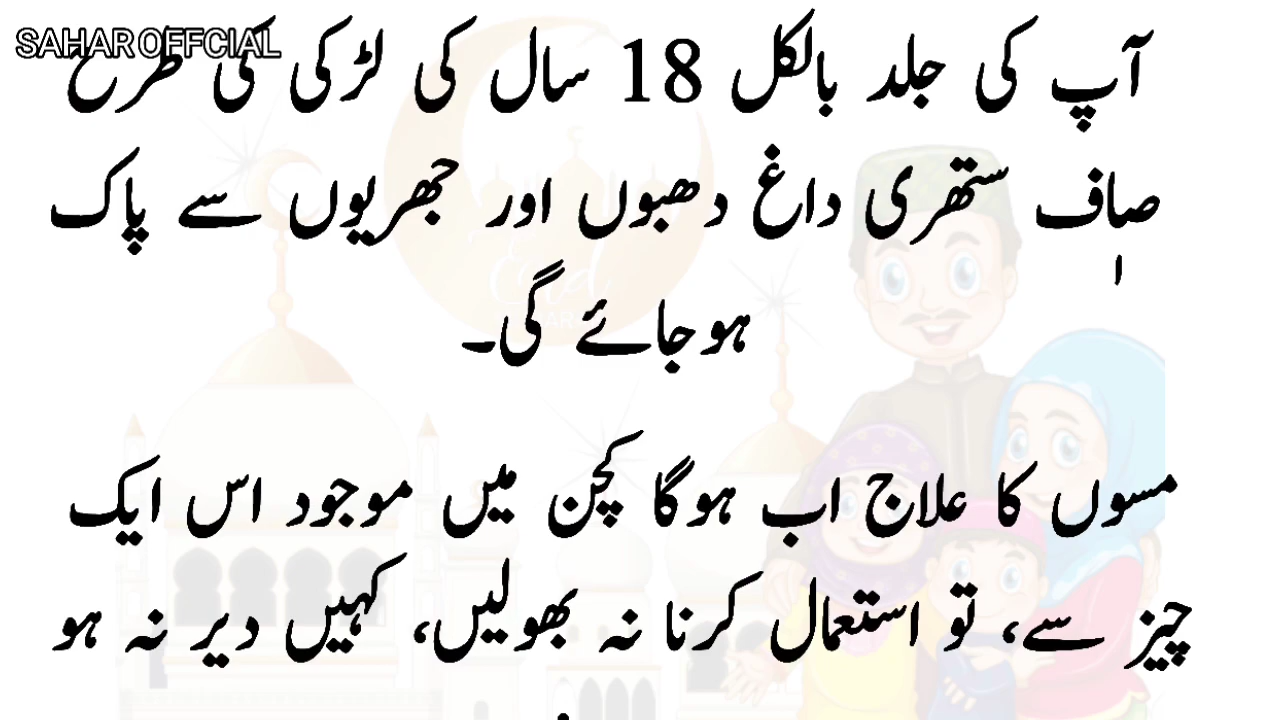 SAHAR OFFCIAL
آپ کی جلد بالکل 18 سال کی لڑکی کی طرح
صاف ستھری داغ دھبوں اور جھریوں سے پاک
ہوجائے گی۔
مسوں کا علاج اب ہوگا کچن میں موجود اس ایک
چیز سے، تو استعمال کرنا نہ بھولیں، کہیں دیر نہ ہو